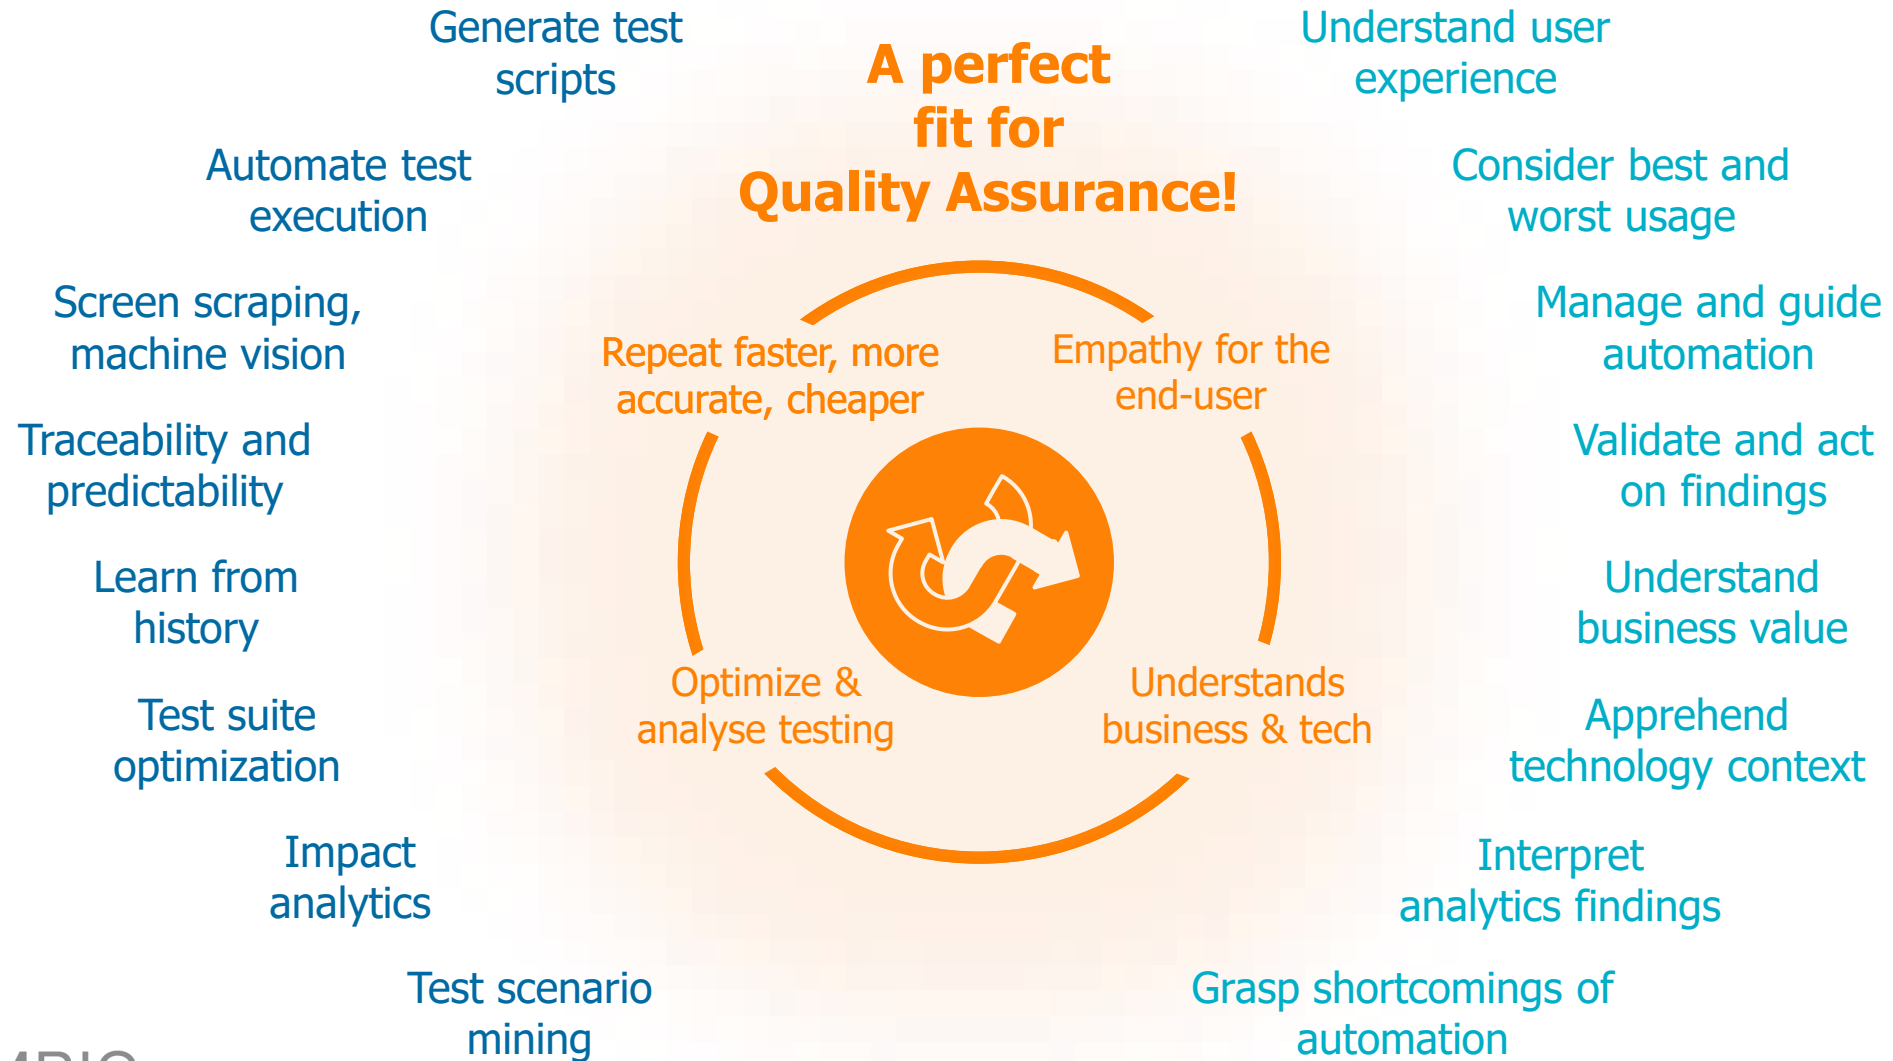 Generate test
scripts
Automate test
execution
Screen scraping,
machine vision
Traceability and
predictability
Learn from
history
Test suite
optimization
Impact
analytics
Test scenario
mining
A perfect
fit for
Quality Assurance!
Repeat faster, more
accurate, cheaper
Empathy for the
end-user
Optimize &
analyse testing
Understands
business & tech
Understand user
experience
Consider best and
worst usage
Manage and guide
automation
Validate and act
on findings
Understand
business value
Apprehend
technology context
Interpret
analytics findings
Grasp shortcomings of
automation